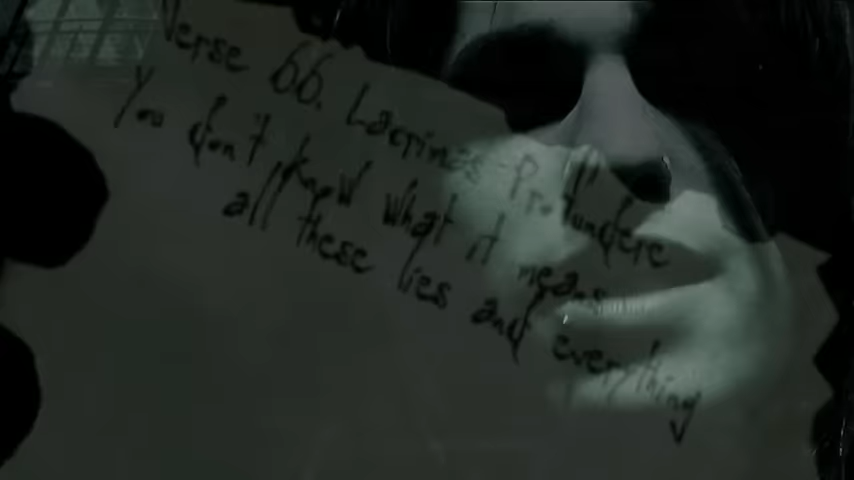 Verse 66. Lacrimas Profundere
You don't know what it means
all these lies and everything